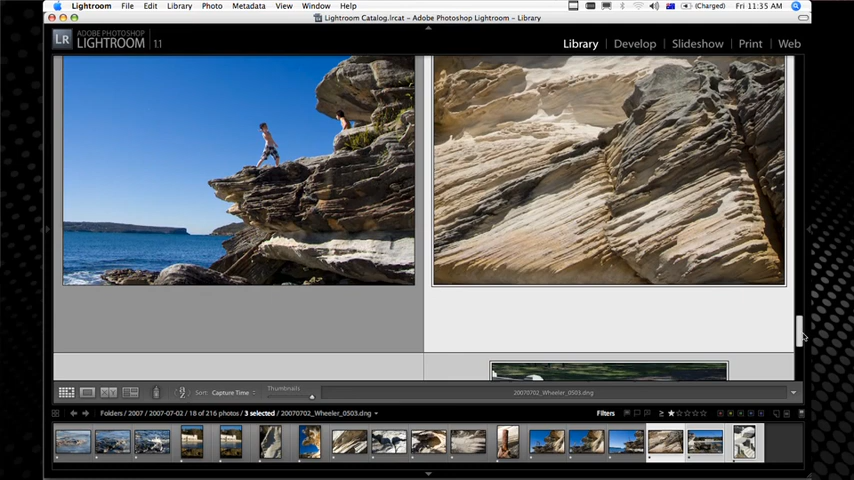 Lightroom File Edit Library Photo Metadata View Window Help (Charged) Fri 11:35 AM
Lightroom Catalog.lrcat – Adobe Photoshop Lightroom – Library
LR ADOBE PHOTOSHOP LIGHTROOM 1.1
Library | Develop | Slideshow | Print | Web
Sort: Capture Time Thumbnails 20070702_Wheeler_0503.dng
Folders / 2007 / 2007-07-02 / 18 of 216 photos / 3 selected / 20070702_Wheeler_0503.dng Filters